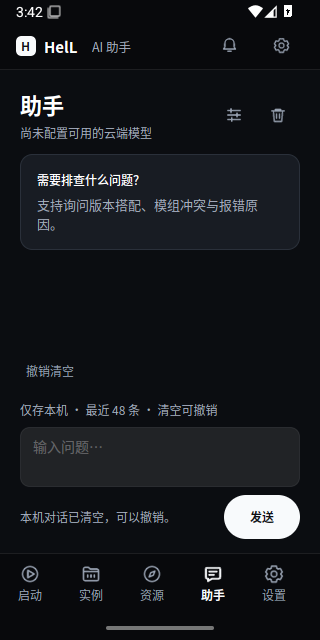 3:42
H HelL AI 助手
助手
尚未配置可用的云端模型
需要排查什么问题？
支持询问版本搭配、模组冲突与报错原
因。
撤销清空
仅存本机 · 最近 48 条 · 清空可撤销
输入问题…
本机对话已清空，可以撤销。
发送
启动 实例 资源 助手 设置